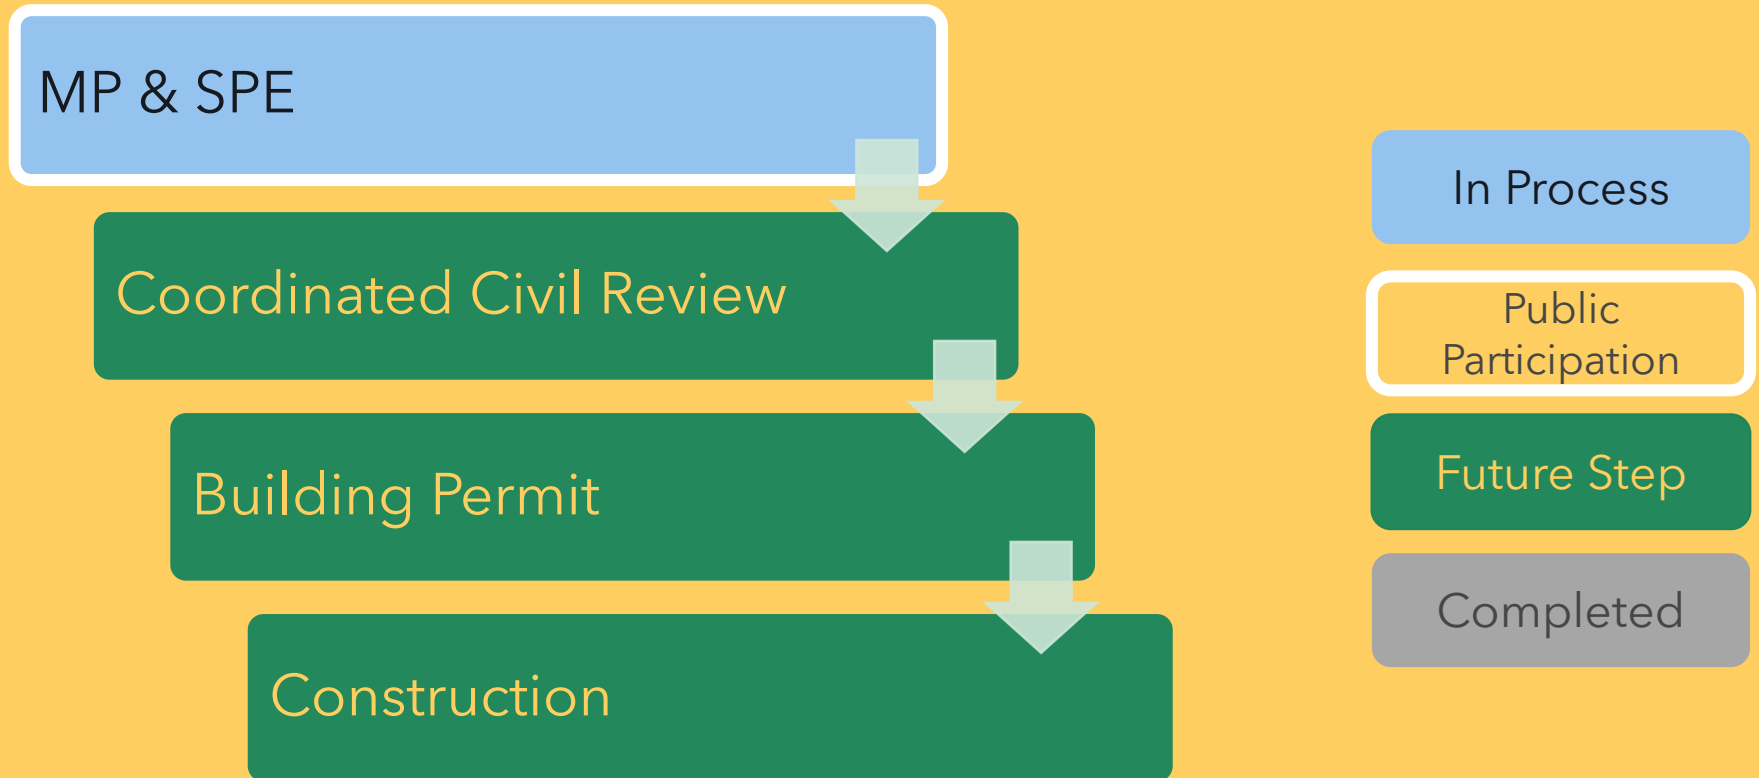 MP & SPE
Coordinated Civil Review
Building Permit
Construction
In Process
Public
Participation
Future Step
Completed